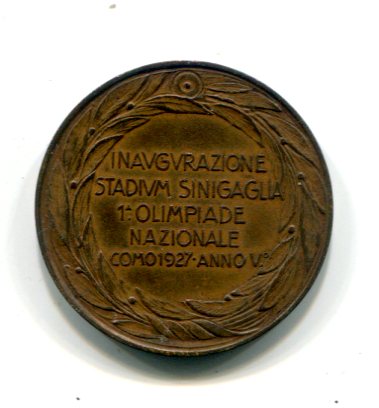 INAVGVRAZIONE
STADIVM SINIGAGLIA
1ª OLIMPIADE
NAZIONALE
COMO 1927·ANNO V.º